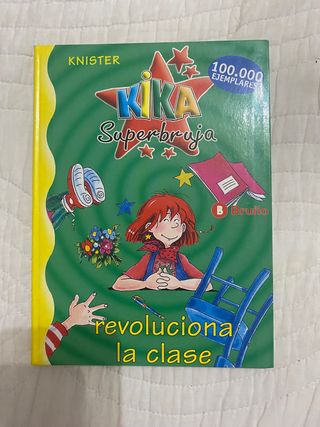 KNISTER
100.000
EJEMPLARES
KiKA
Superbruja
B Bruño
revoluciona
la clase